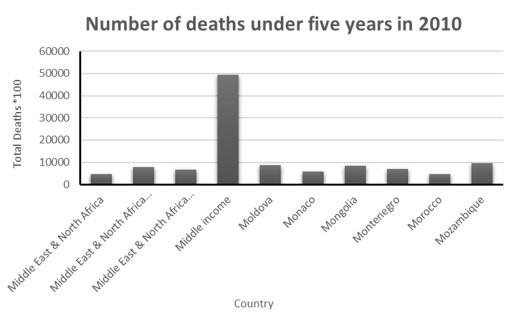 Number of deaths under five years in 2010
Total Deaths *100
60000
50000
40000
30000
20000
10000
0
Middle East & North Africa
Middle East & North Africa…
Middle East & North Africa…
Middle income
Moldova
Monaco
Mongolia
Montenegro
Morocco
Mozambique
Country